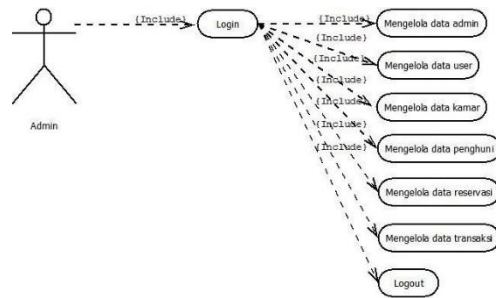 {Include}
Login
{Include}
Mengelola data admin
{Include}
Mengelola data user
{Include}
Mengelola data kamar
{Include}
Mengelola data penghuni
{Include}
Mengelola data reservasi
{Include}
Mengelola data transaksi
Logout
Admin